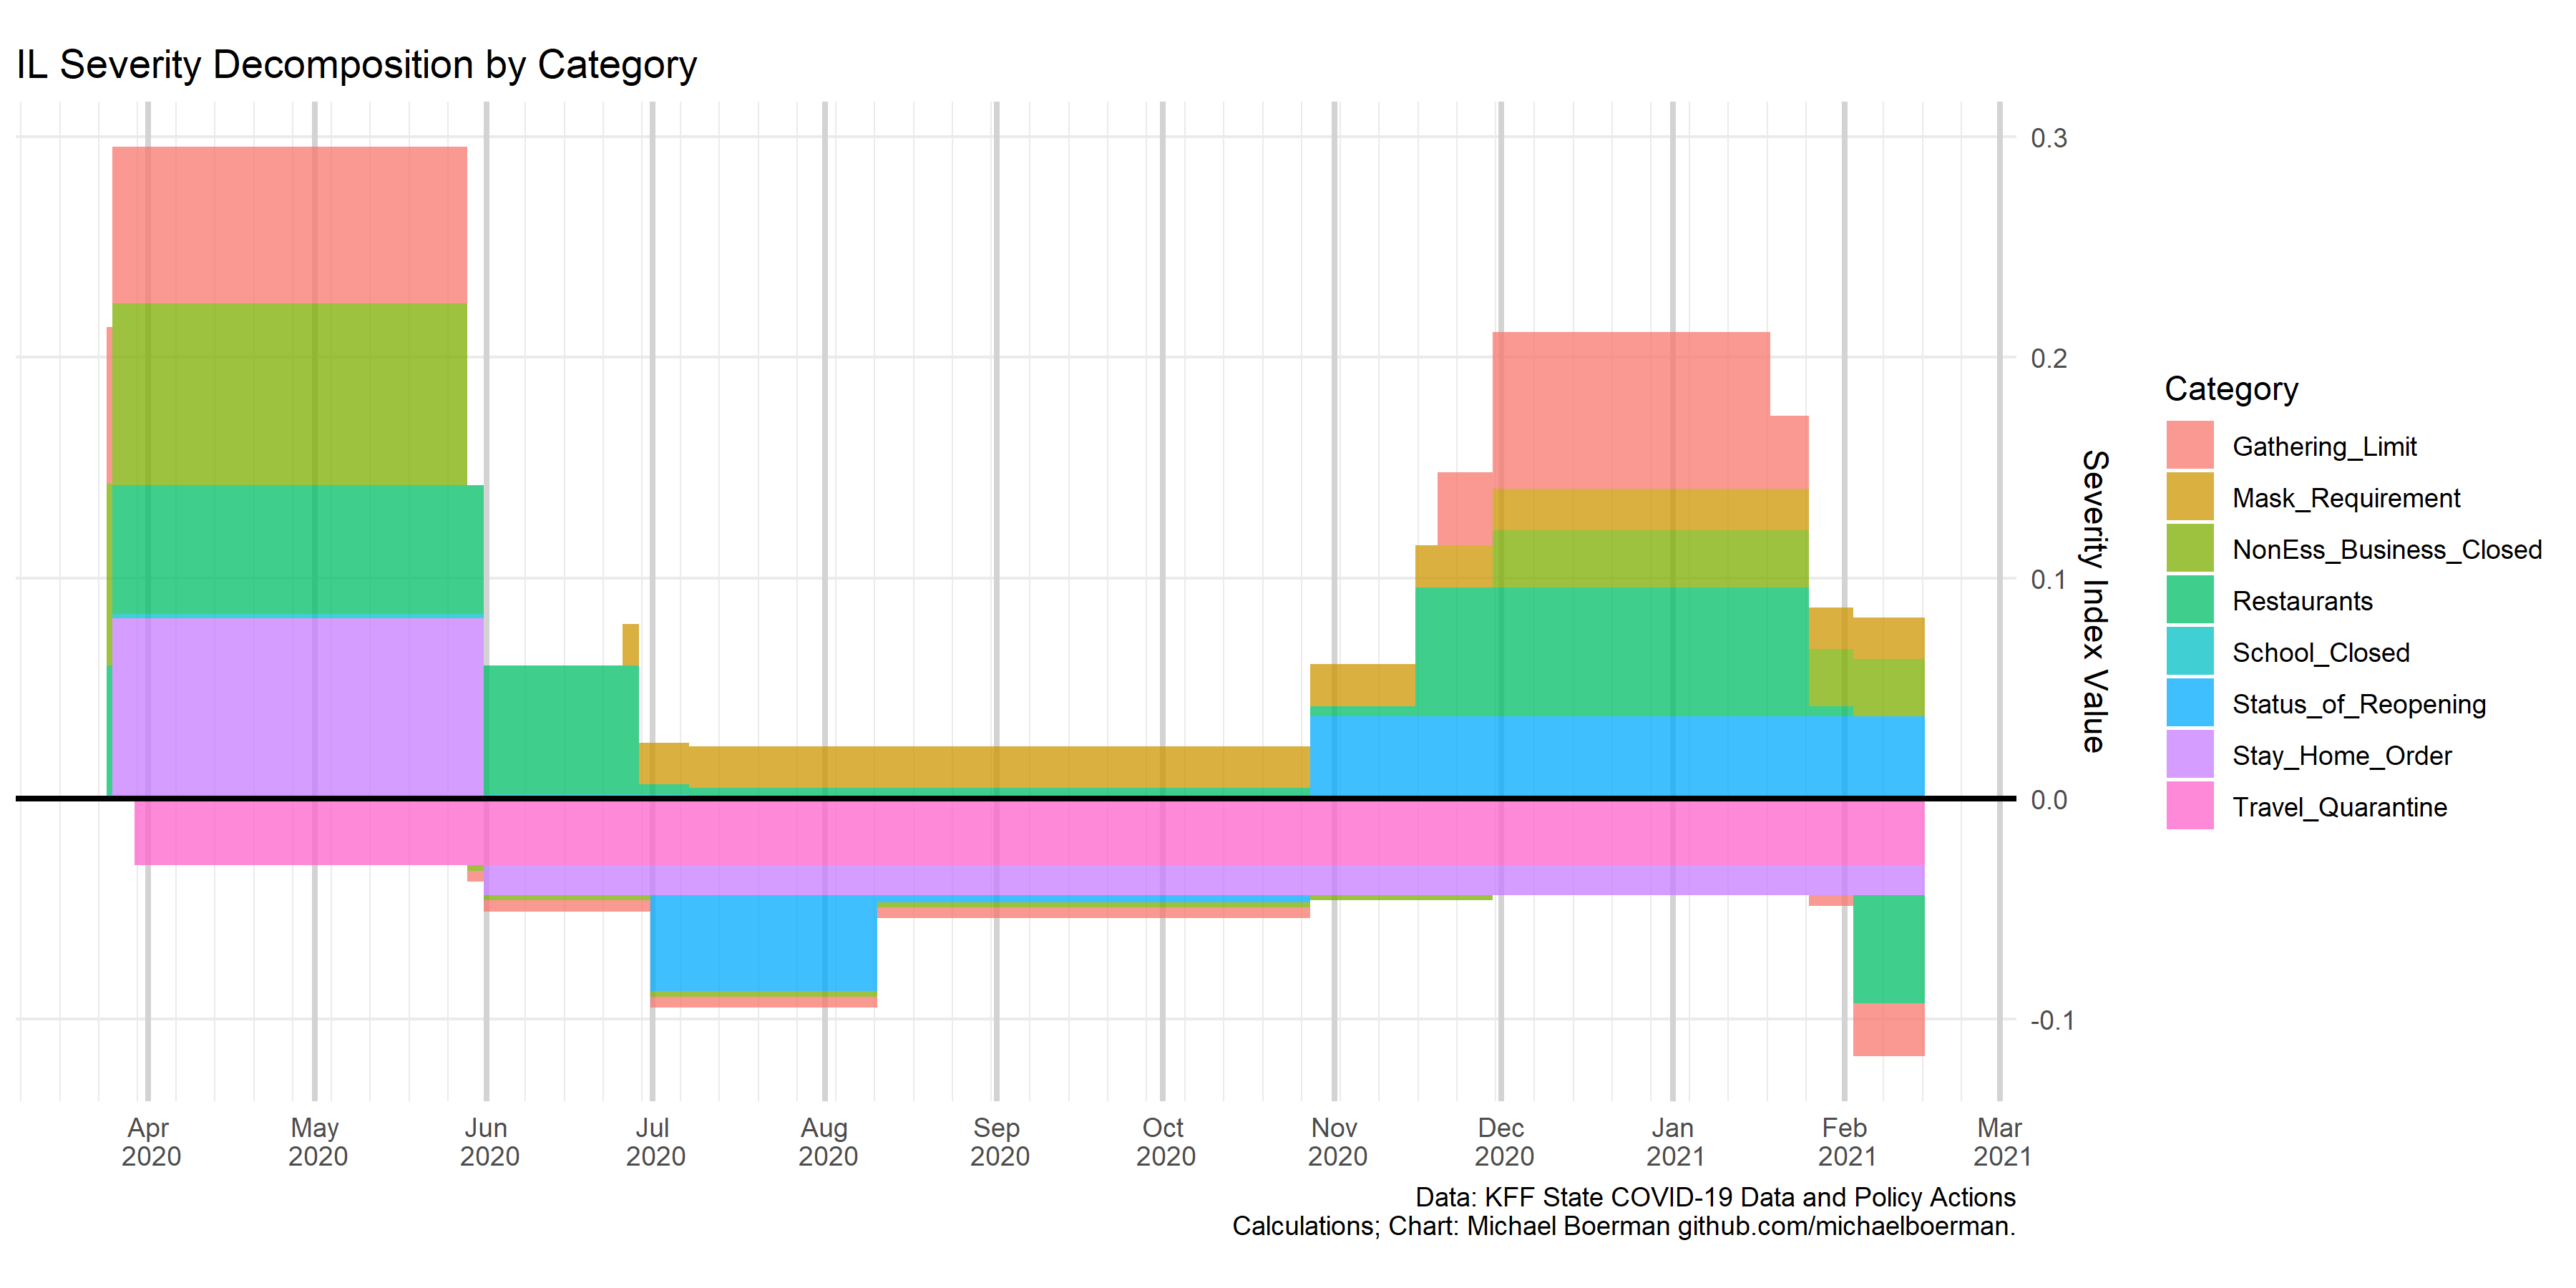 IL Severity Decomposition by Category
0.3
0.2
0.1
0.0
-0.1
Severity Index Value
Category
Gathering_Limit
Mask_Requirement
NonEss_Business_Closed
Restaurants
School_Closed
Status_of_Reopening
Stay_Home_Order
Travel_Quarantine
Apr May Jun Jul Aug Sep Oct Nov Dec Jan Feb Mar
2020 2020 2020 2020 2020 2020 2020 2020 2020 2021 2021 2021
Data: KFF State COVID-19 Data and Policy Actions
Calculations; Chart: Michael Boerman github.com/michaelboerman.